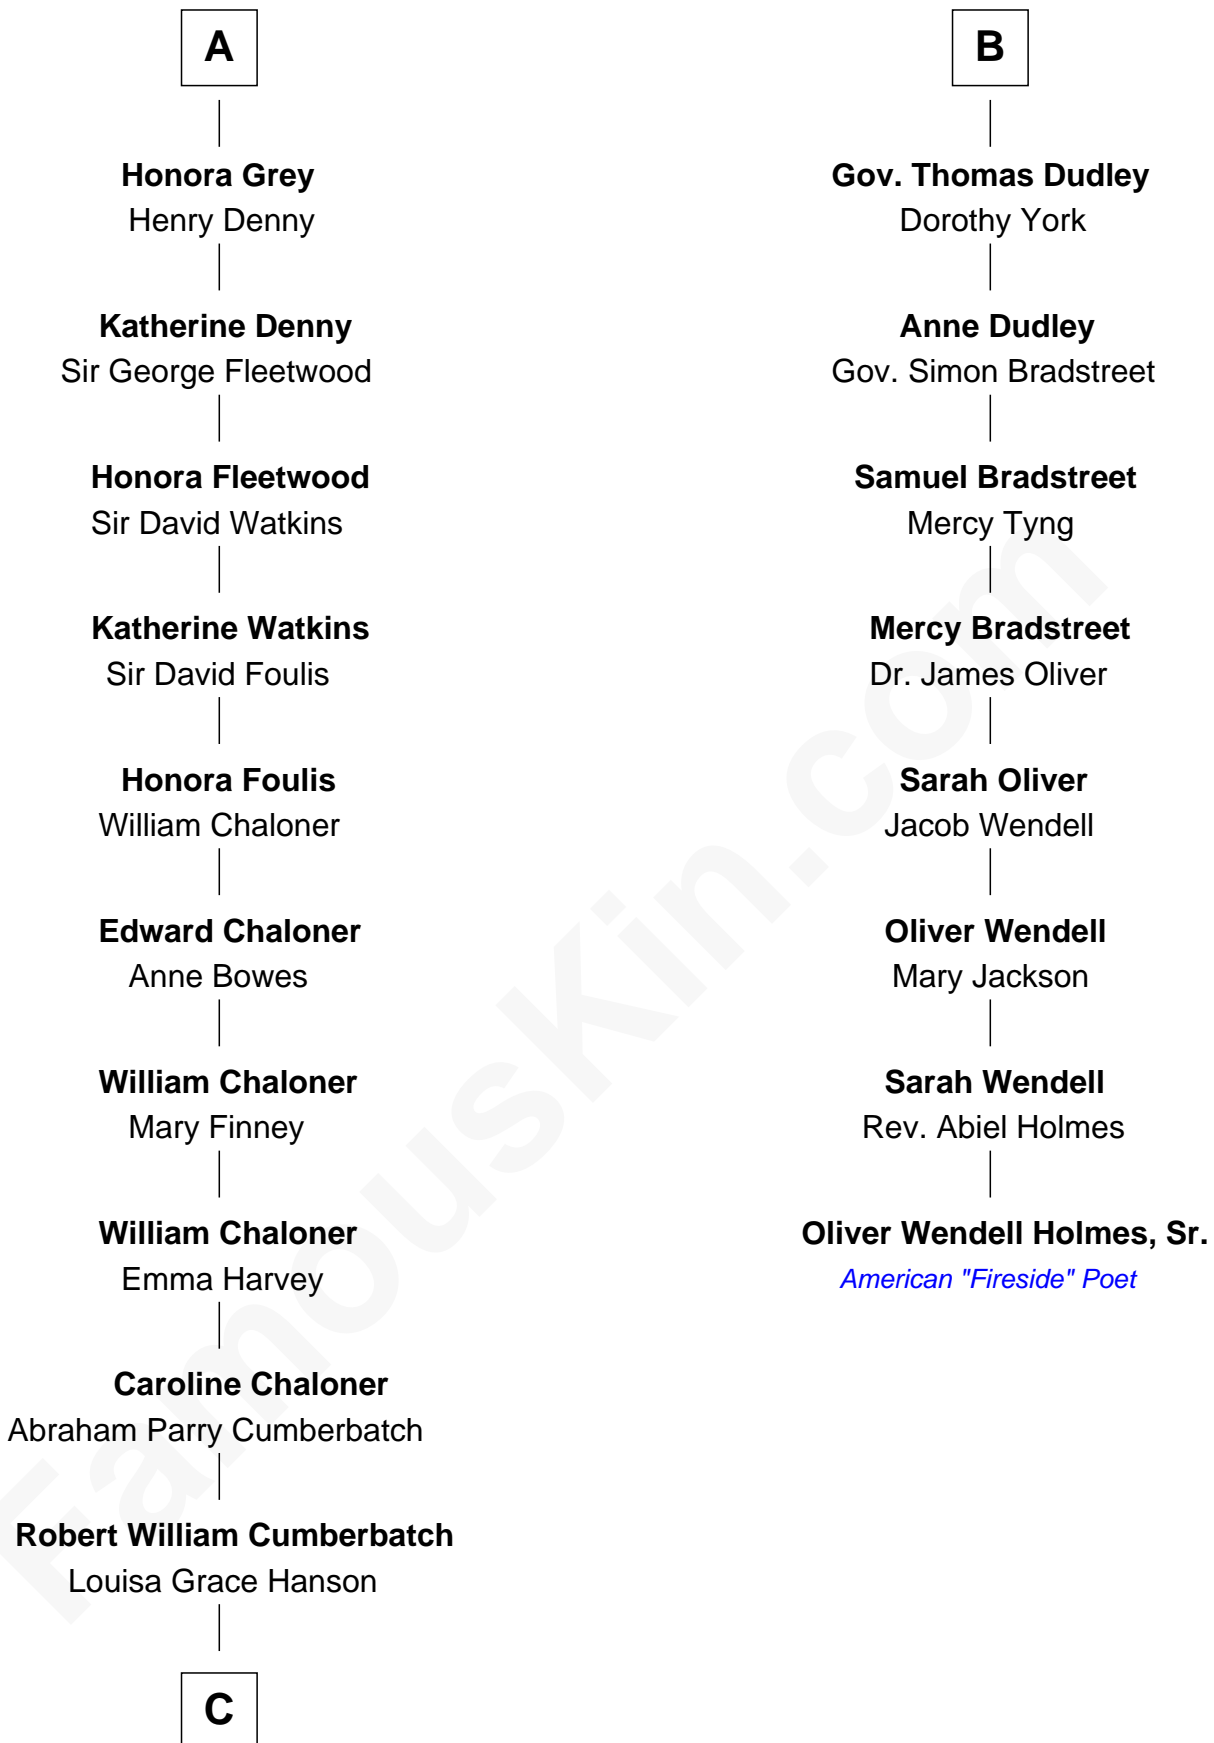 A
Honora Grey
Henry Denny
Katherine Denny
Sir George Fleetwood
Honora Fleetwood
Sir David Watkins
Katherine Watkins
Sir David Foulis
Honora Foulis
William Chaloner
Edward Chaloner
Anne Bowes
William Chaloner
Mary Finney
William Chaloner
Emma Harvey
Caroline Chaloner
Abraham Parry Cumberbatch
Robert William Cumberbatch
Louisa Grace Hanson
C
B
Gov. Thomas Dudley
Dorothy York
Anne Dudley
Gov. Simon Bradstreet
Samuel Bradstreet
Mercy Tyng
Mercy Bradstreet
Dr. James Oliver
Sarah Oliver
Jacob Wendell
Oliver Wendell
Mary Jackson
Sarah Wendell
Rev. Abiel Holmes
Oliver Wendell Holmes, Sr.
American "Fireside" Poet
FamousKin.com